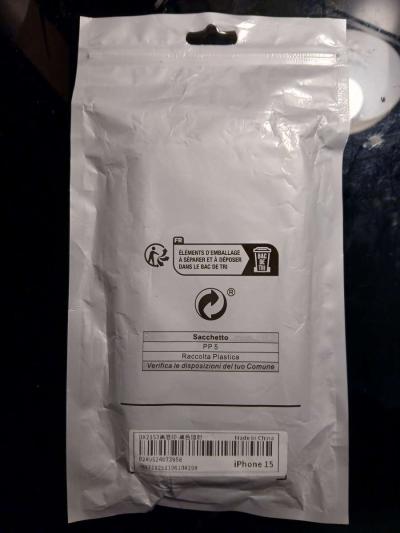 FR
ÉLÉMENTS D'EMBALLAGE
À SÉPARER ET À DÉPOSER
DANS LE BAC DE TRI
BAC
DE
TRI
®
Sacchetto
PP 5
Raccolta Plastica
Verifica le disposizioni del tuo Comune
Made in China
iPhone 15